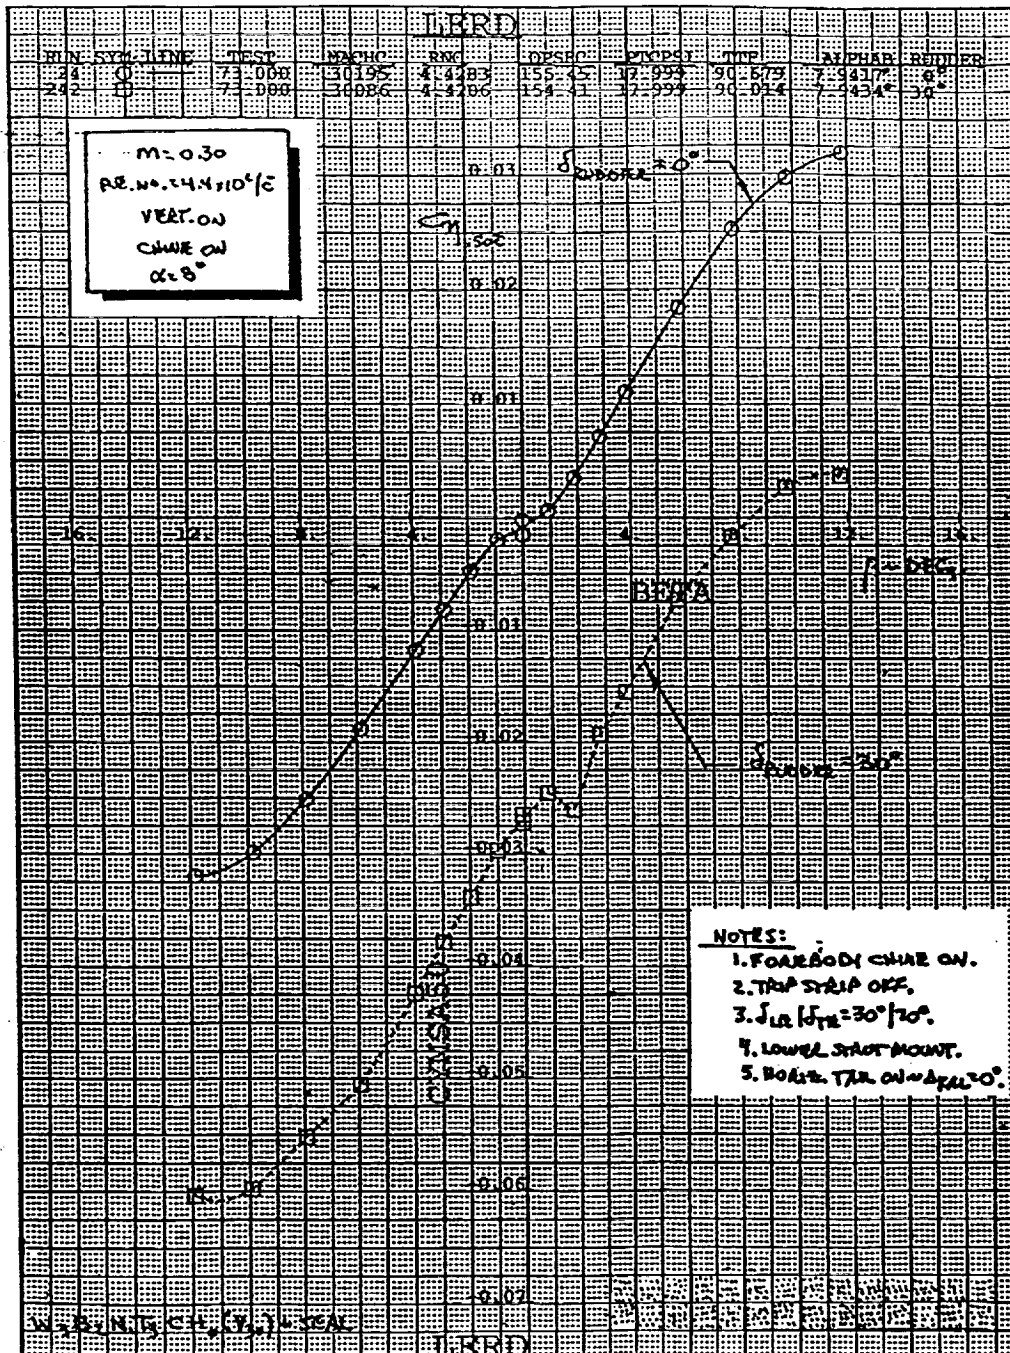 LERD
RUN SYM LINE TEST MACHC RNC QPSFC PTCPSI TTF ALPHAB RUDDER
24 73.000 .30195 4.4283 155.45 17.999 90.679 7.9417° 0°
242 73.000 .30086 4.4206 154.41 17.999 90.014 7.9434° 30°
M=0.30
VERT. ON
CHINE ON
α=8°
δRUDDER = 0°
0.03
0.02
0.01
-16. -12. -8. -4. 4. 12. 16.
β ~ DEG.
BETA
-0.01
-0.02
δRUDDER = 30°
-0.03
-0.04
-0.05
-0.06
-0.07
NOTES:
1. FOREBODY CHINE ON.
2. TRIP STRIP OFF.
4. LOWER STRUT MOUNT.
LERD